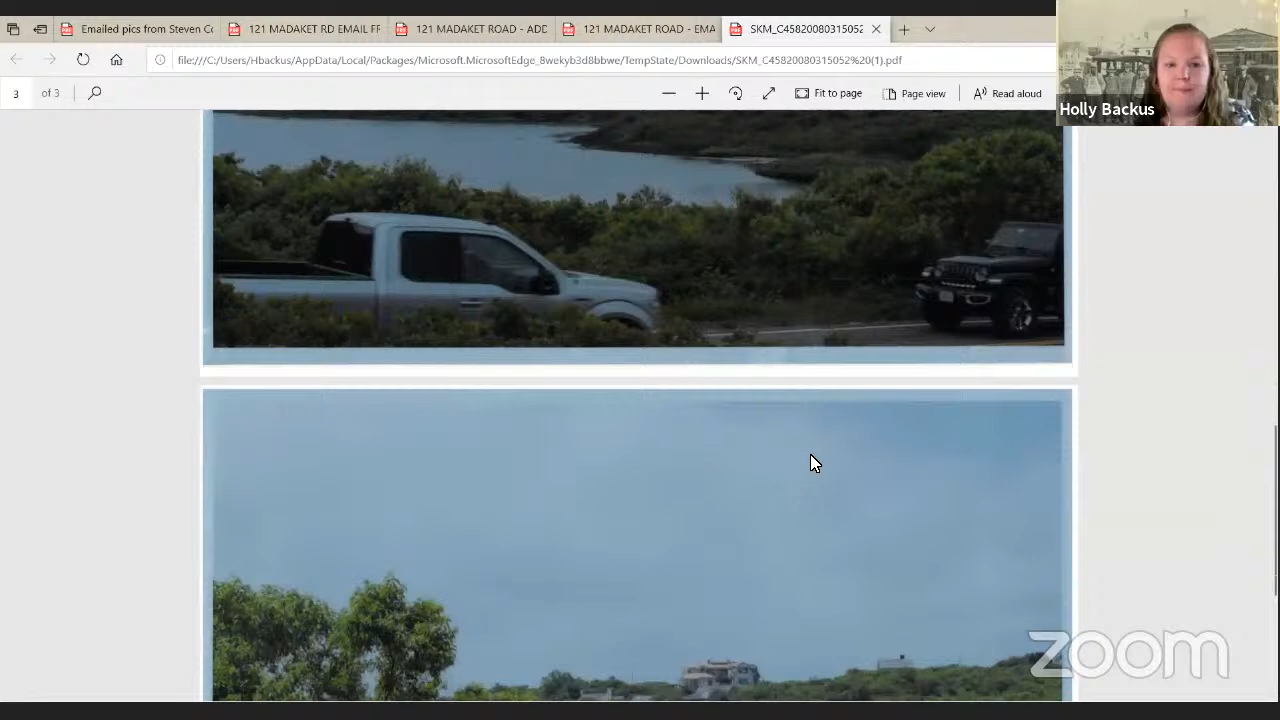 Emailed pics from Steven Cc
121 MADAKET RD EMAIL FF
121 MADAKET ROAD - ADD
121 MADAKET ROAD - EMA
SKM_C45820080315052
file:///C:/Users/Hbackus/AppData/Local/Packages/Microsoft.MicrosoftEdge_8wekyb3d8bbwe/TempState/Downloads/SKM_C45820080315052%20(1).pdf
3 of 3
Fit to page
Page view
Read aloud
Holly Backus
zoom